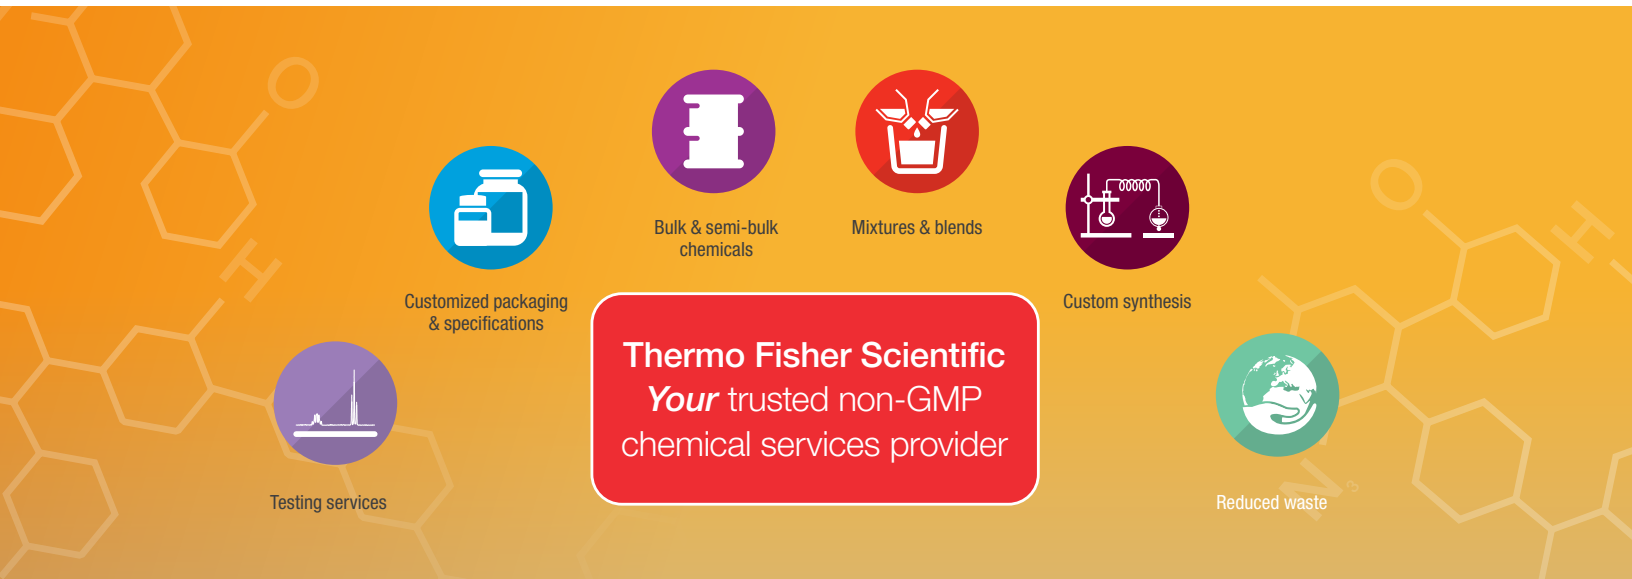 Bulk & semi-bulk
chemicals
Mixtures & blends
Customized packaging
& specifications
Custom synthesis
Thermo Fisher Scientific
Your trusted non-GMP
chemical services provider
Testing services
Reduced waste
O
H
O
H
N
3